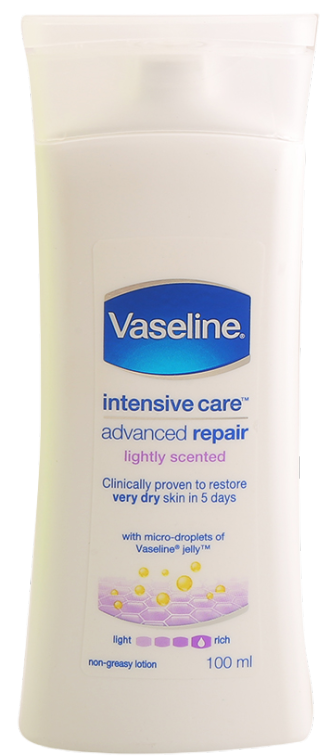 Vaseline®
intensive care™
advanced repair
lightly scented
Clinically proven to restore
very dry skin in 5 days
with micro-droplets of
Vaseline® jelly™
light rich
non-greasy lotion 100 ml